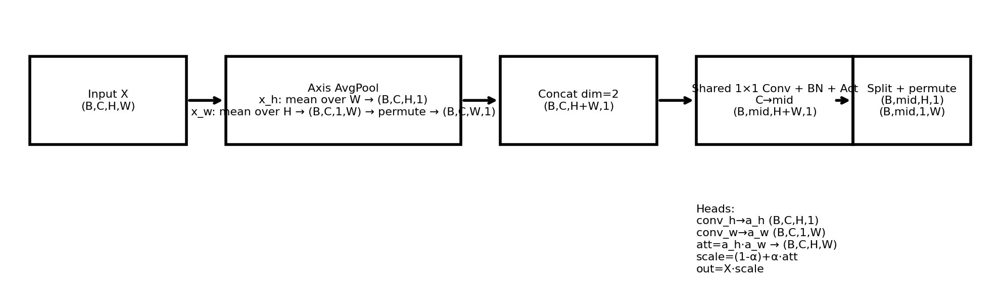 Input X
(B,C,H,W)
Axis AvgPool
x_h: mean over W → (B,C,H,1)
x_w: mean over H → (B,C,1,W) → permute → (B,C,W,1)
Concat dim=2
(B,C,H+W,1)
Shared 1×1 Conv + BN + Act
C→mid
(B,mid,H+W,1)
Split + permute
(B,mid,H,1)
(B,mid,1,W)
Heads:
conv_h→a_h (B,C,H,1)
conv_w→a_w (B,C,1,W)
att=a_h·a_w → (B,C,H,W)
scale=(1-α)+α·att
out=X·scale